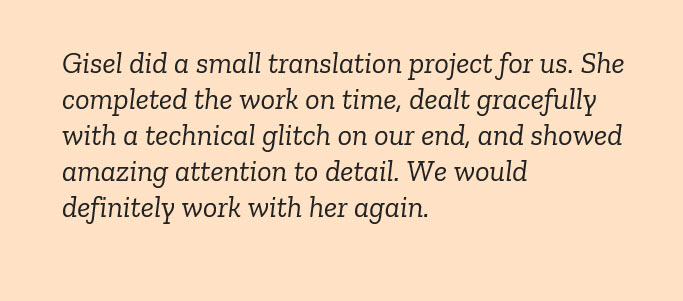 Gisel did a small translation project for us. She
completed the work on time, dealt gracefully
with a technical glitch on our end, and showed
amazing attention to detail. We would
definitely work with her again.